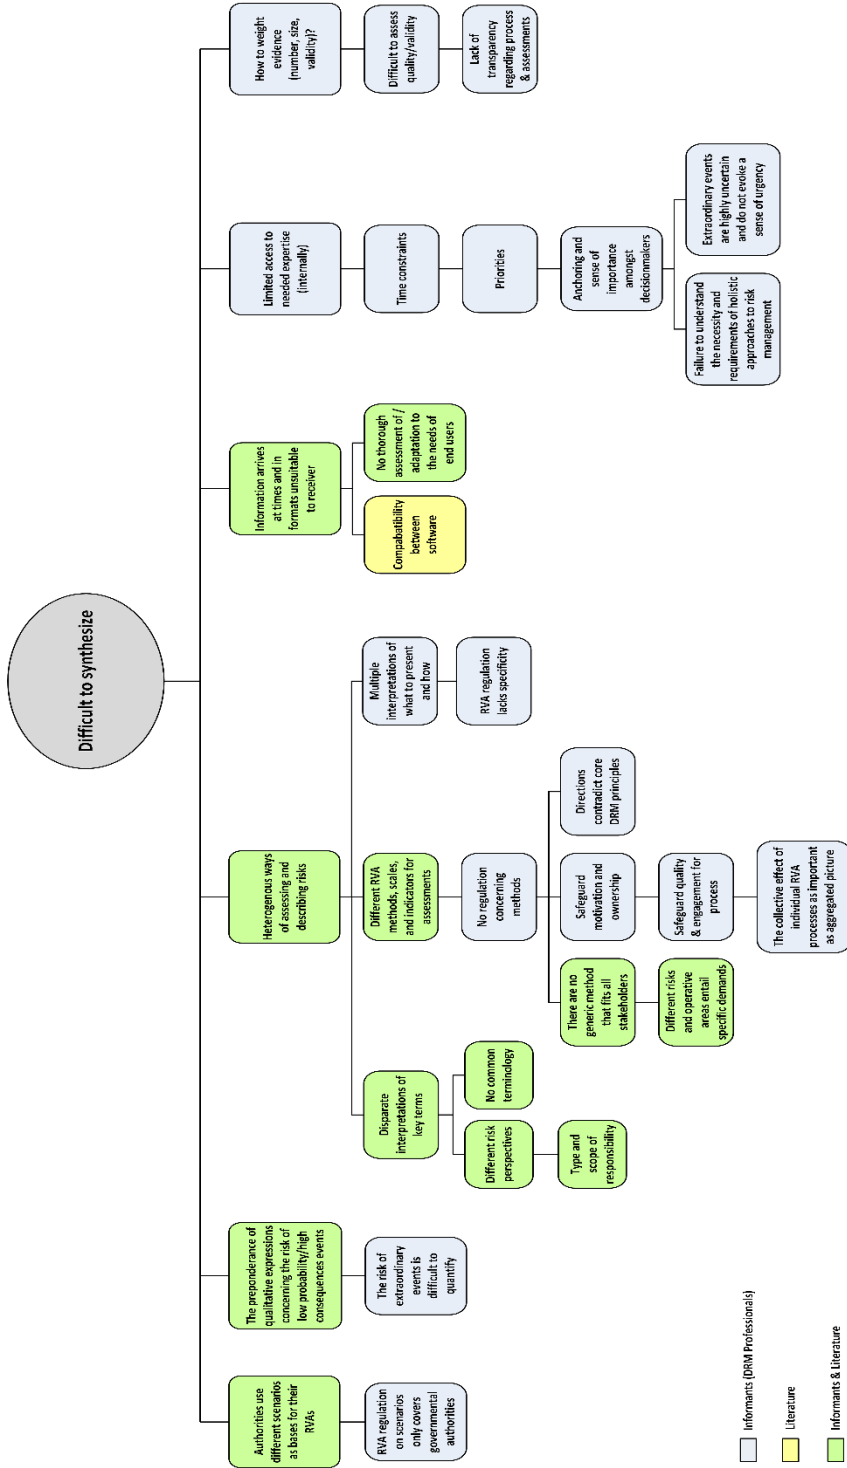 Difficult to synthesize
Authorities use
different scenarios
as bases for their
RVAs
RVA regulation
on scenarios
only covers
governmental
authorities
The preponderance of
qualitative expressions
concerning the risk of
low probability/high
consequences events
The risk of
extraordinary
events is
difficult to
quantify
Heterogenous ways
of assessing and
describing risks
Disparate
interpretations of
key terms
Different risk
perspectives
Type and
scope of
responsibility
No common
terminology
Different RVA
methods, scales,
and indicators for
assessments
No regulation
concerning
methods
There are no
generic method
that fits all
stakeholders
Different risks
and operative
areas entail
specific demands
Safeguard
motivation and
ownership
Safeguard quality
& engagement for
process
The collective effect of
individual RVA
processes as important
as aggregated picture
Directions
contradict core
DRM principles
Multiple
interpretations of
what to present
and how
RVA regulation
lacks specificity
Information arrives
at times and in
formats unsuitable
to receiver
Compabatibility
between
software
No thorough
assessment of /
adaptation to
the needs of
end users
Limited access to
needed expertise
(internally)
Time constraints
Priorities
Anchoring and
sense of
importance
amongst
decisionmakers
Failure to understand
the necessity and
requirements of holistic
approaches to risk
management
Extraordinary events
are highly uncertain
and do not evoke a
sense of urgency
How to weight
evidence
(number, size,
validity)?
Difficult to assess
quality/validity
Lack of
transparency
regarding process
& assessments
Informants (DRM Professionals)
Literature
Informants & Literature